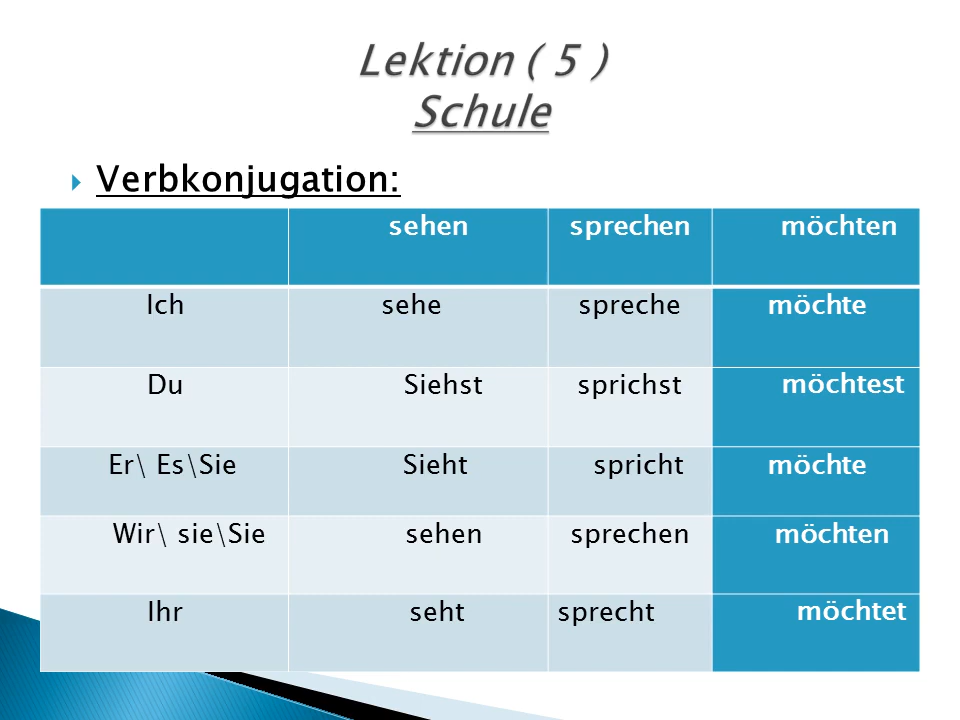 Lektion ( 5 )
Schule
Verbkonjugation:
sehen sprechen möchten
Ich sehe spreche möchte
Du Siehst sprichst möchtest
Er\ Es\Sie Sieht spricht möchte
Wir\ sie\Sie sehen sprechen möchten
Ihr seht sprecht möchtet